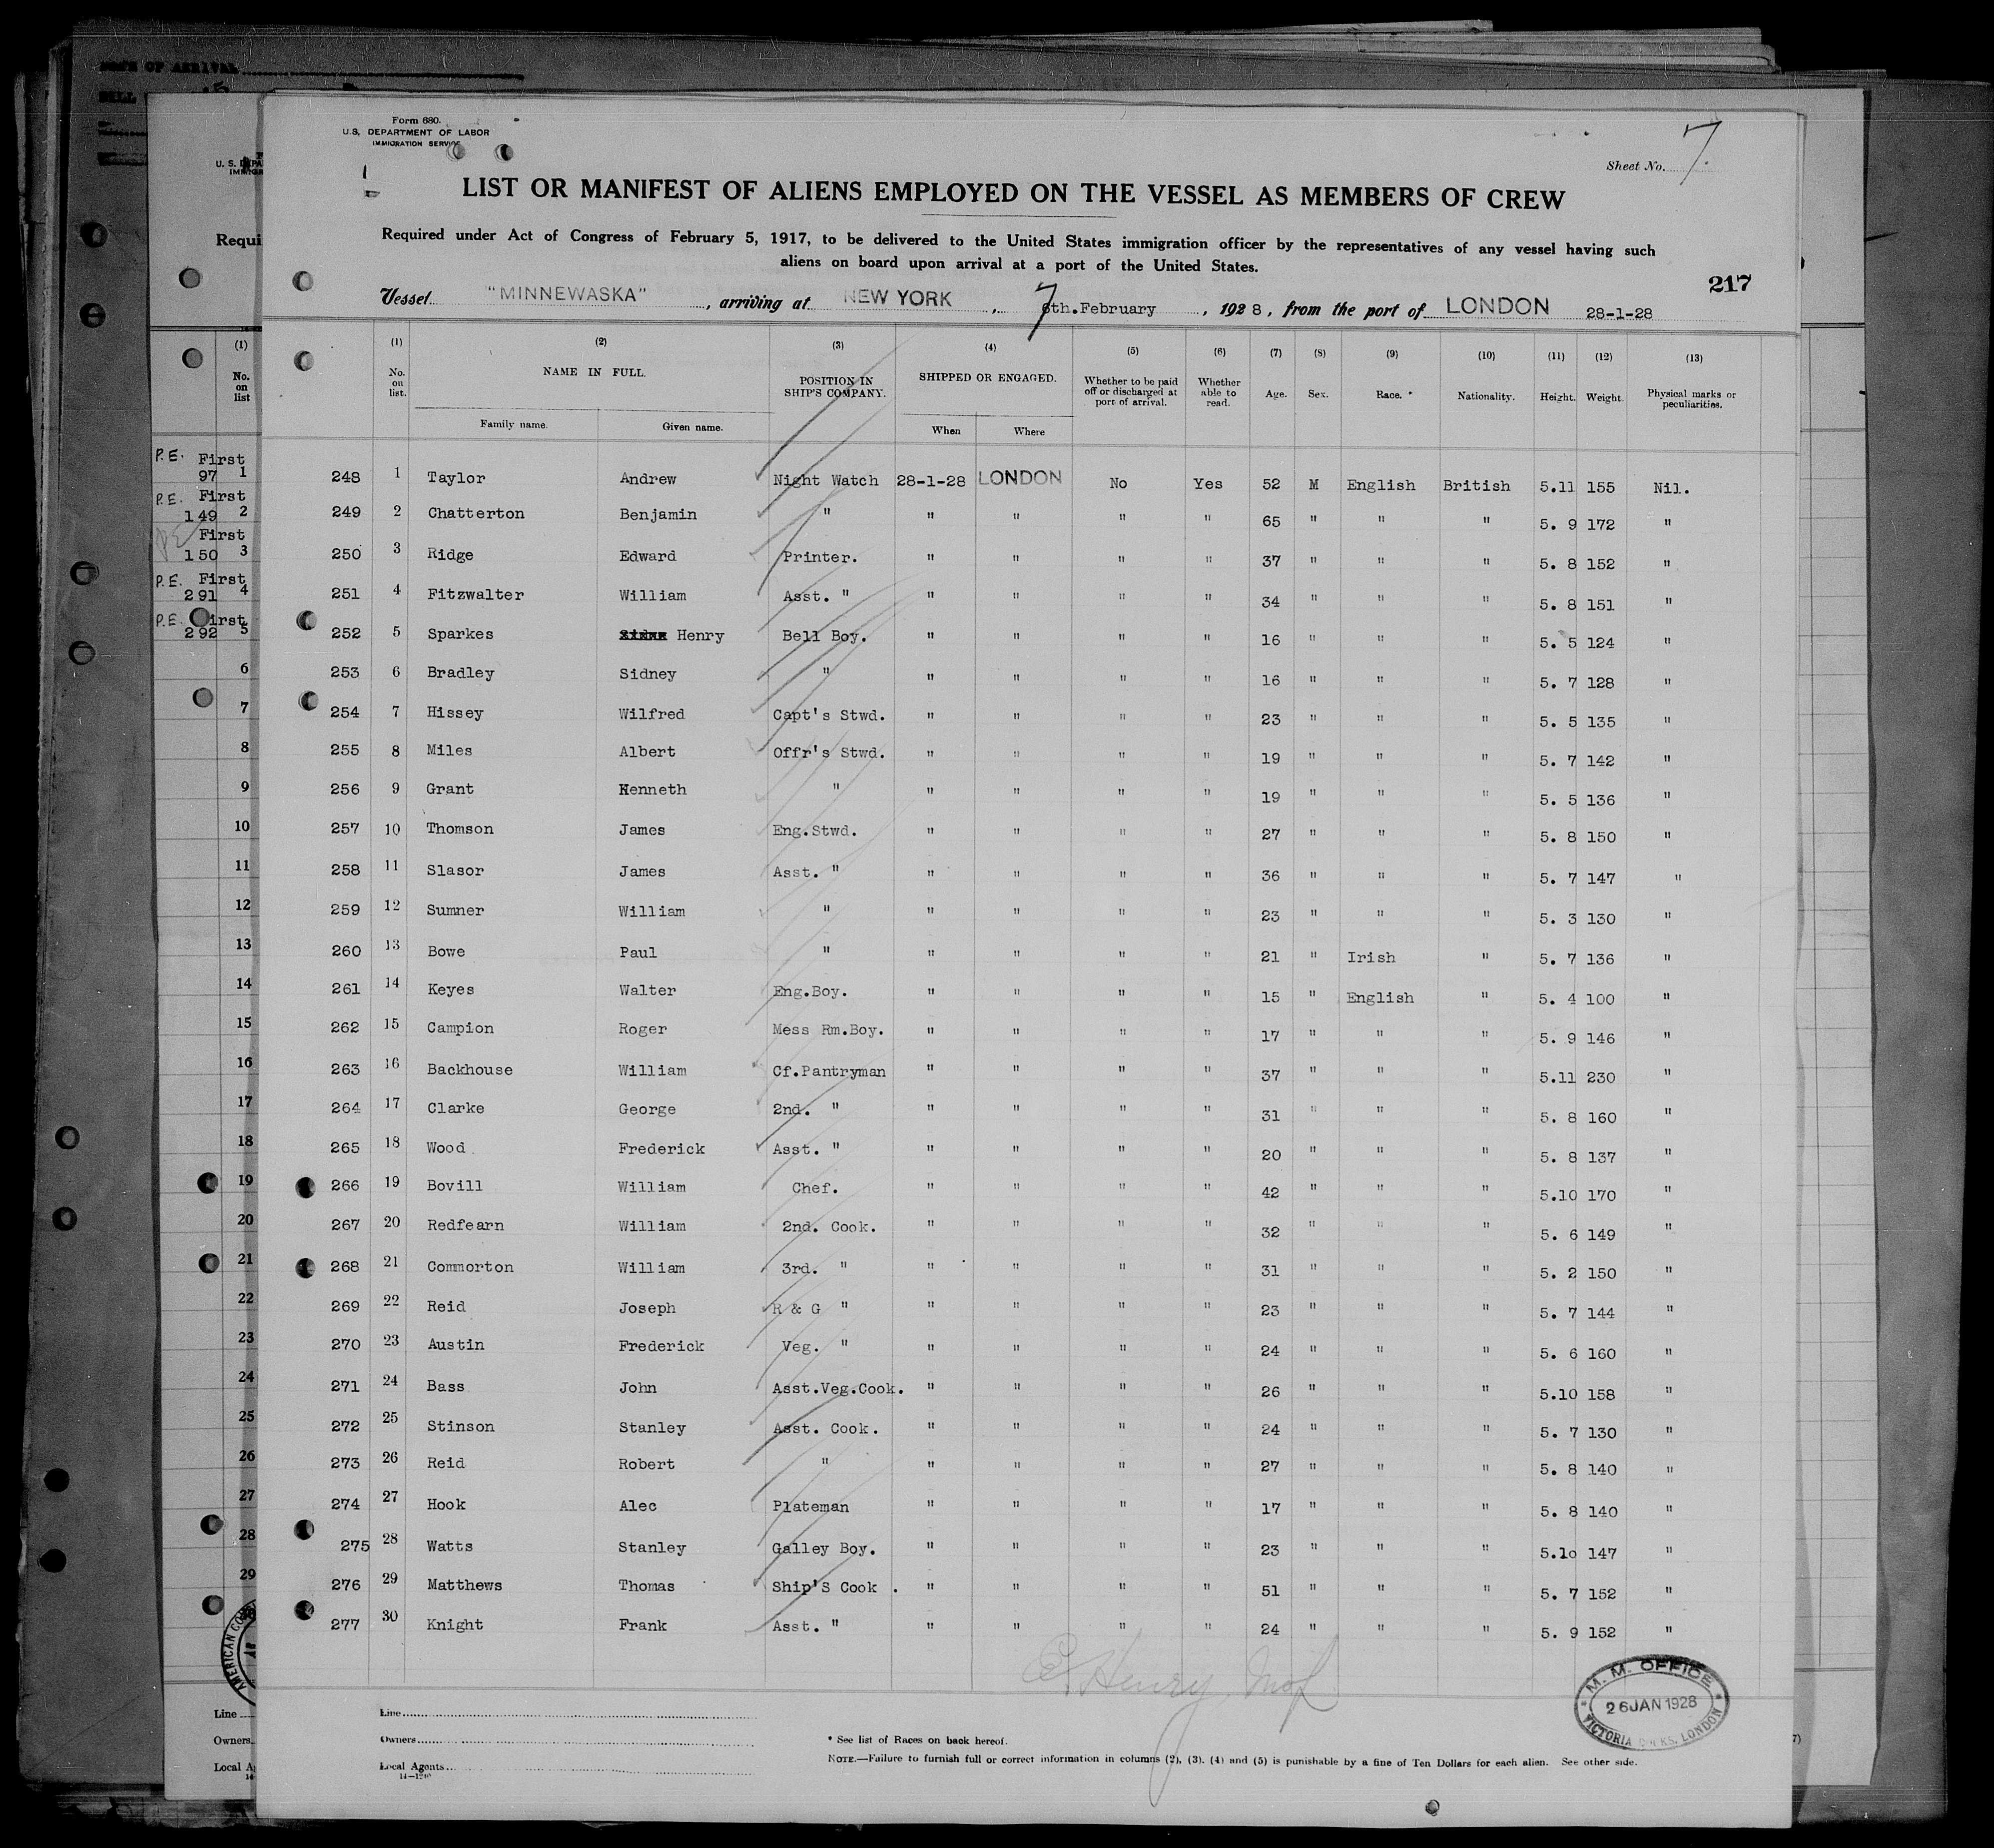 Form 680.
U.S. DEPARTMENT OF LABOR
IMMIGRATION SERVICE
Sheet No. 7.
LIST OR MANIFEST OF ALIENS EMPLOYED ON THE VESSEL AS MEMBERS OF CREW
Required under Act of Congress of February 5, 1917, to be delivered to the United States immigration officer by the representatives of any vessel having such
aliens on board upon arrival at a port of the United States.
217
Vessel "MINNEWASKA", arriving at NEW YORK, 7 6th.February, 1928, from the port of LONDON 28-1-28
(1) (2) (3) (4) (5) (6) (7) (8) (9) (10) (11) (12) (13)
No. on list. NAME IN FULL. POSITION IN SHIP'S COMPANY. SHIPPED OR ENGAGED. Whether to be paid off or discharged at port of arrival. Whether able to read. Age. Sex. Race.* Nationality. Height. Weight. Physical marks or peculiarities.
Family name. Given name. When Where
248 1 Taylor Andrew Night Watch 28-1-28 LONDON No Yes 52 M English British 5.11 155 Nil.
249 2 Chatterton Benjamin " " " " " 65 " " " 5. 9 172 "
250 3 Ridge Edward Printer. " " " " 37 " " " 5. 8 152 "
251 4 Fitzwalter William Asst. " " " " " 34 " " " 5. 8 151 "
252 5 Sparkes Henry Bell Boy. " " " " 16 " " " 5. 5 124 "
253 6 Bradley Sidney " " " " " 16 " " " 5. 7 128 "
254 7 Hissey Wilfred Capt's Stwd. " " " " 23 " " " 5. 5 135 "
255 8 Miles Albert Offr's Stwd. " " " " 19 " " " 5. 7 142 "
256 9 Grant Kenneth " " " " " 19 " " " 5. 5 136 "
257 10 Thomson James Eng.Stwd. " " " " 27 " " " 5. 8 150 "
258 11 Slasor James Asst. " " " " " 36 " " " 5. 7 147 "
259 12 Sumner William " " " " " 23 " " " 5. 3 130 "
260 13 Bowe Paul " " " " " 21 " Irish " 5. 7 136 "
261 14 Keyes Walter Eng.Boy. " " " " 15 " English " 5. 4 100 "
262 15 Campion Roger Mess Rm.Boy. " " " " 17 " " " 5. 9 146 "
263 16 Backhouse William Cf.Pantryman " " " " 37 " " " 5.11 230 "
264 17 Clarke George 2nd. " " " " " 31 " " " 5. 8 160 "
265 18 Wood Frederick Asst. " " " " " 20 " " " 5. 8 137 "
266 19 Bovill William Chef. " " " " 42 " " " 5.10 170 "
267 20 Redfearn William 2nd. Cook. " " " " 32 " " " 5. 6 149 "
268 21 Commorton William 3rd. " " " " " 31 " " " 5. 2 150 "
269 22 Reid Joseph R & G " " " " " 23 " " " 5. 7 144 "
270 23 Austin Frederick Veg. " " " " " 24 " " " 5. 6 160 "
271 24 Bass John Asst.Veg.Cook. " " " " 26 " " " 5.10 158 "
272 25 Stinson Stanley Asst. Cook. " " " " 24 " " " 5. 7 130 "
273 26 Reid Robert " " " " " 27 " " " 5. 8 140 "
274 27 Hook Alec Plateman " " " " 17 " " " 5. 8 140 "
275 28 Watts Stanley Galley Boy. " " " " 23 " " " 5.10 147 "
276 29 Matthews Thomas Ship'S Cook . " " " " 51 " " " 5. 7 152 "
277 30 Knight Frank Asst. " " " " " 24 " " " 5. 9 152 "
E. Henry
M. M. OFFICE
26 JAN 1928
VICTORIA DOCKS, LONDON
Line
Owners
Local Agents
* See list of Races on back hereof.
NOTE.—Failure to furnish full or correct information in columns (2), (3), (4) and (5) is punishable by a fine of Ten Dollars for each alien. See other side.
OF ARRIVAL
U. S. DEPA
Requi
(1)
No. on list
P.E. First 97 1
P.E. First 149 2
PE First 150 3
P.E. First 291 4
P.E. First 292 5
6
7
8
9
10
11
12
13
14
15
16
17
18
19
20
21
22
23
24
25
26
27
28
29
AMERICAN
Line
Owners
Local A